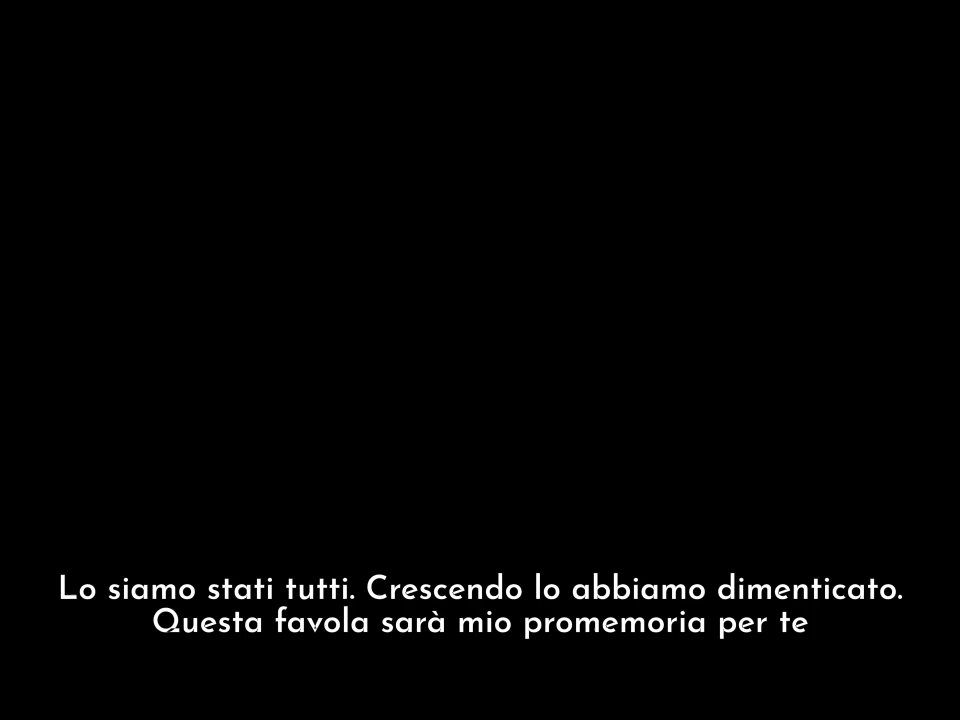 Lo siamo stati tutti. Crescendo lo abbiamo dimenticato.
Questa favola sarà mio promemoria per te